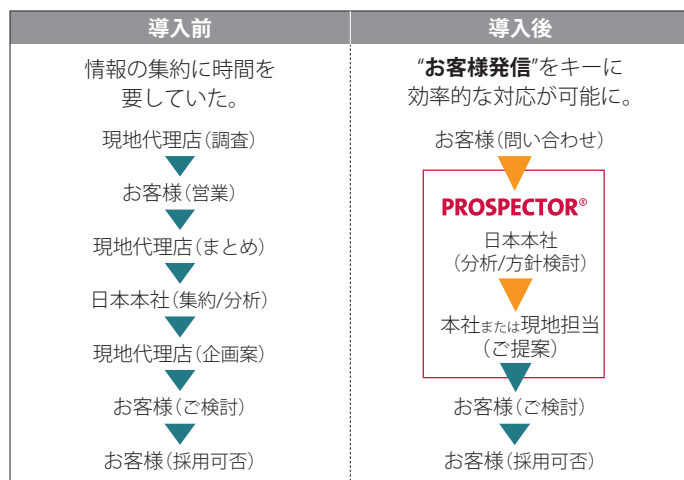 導入前
情報の集約に時間を
要していた。
現地代理店(調査)
お客様(営業)
現地代理店(まとめ)
日本本社(集約/分析)
現地代理店(企画案)
お客様(ご検討)
お客様(採用可否)
導入後
“お客様発信”をキーに
効率的な対応が可能に。
お客様(問い合わせ)
PROSPECTOR®
日本本社
(分析/方針検討)
本社または現地担当
(ご提案)
お客様(ご検討)
お客様(採用可否)